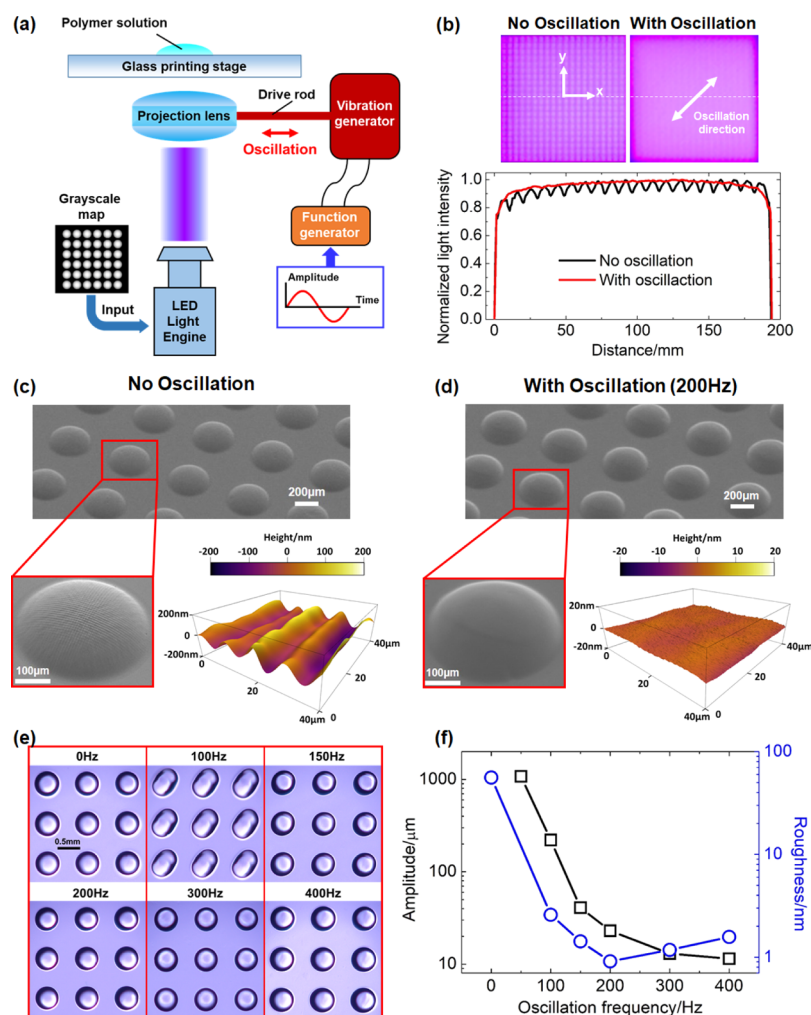 (a)
Polymer solution
Glass printing stage
Projection lens
Drive rod
Oscillation
Vibration
generator
Grayscale
map
Input
LED
Light
Engine
Function
generator
Amplitude
Time
(b)
No Oscillation With Oscillation
y
x
Oscillation
direction
Normalized light intensity
1.0
0.8
0.6
0.4
0.2
0.0
No oscillation
With oscillaction
0 50 100 150 200
Distance/mm
(c)
No Oscillation
200µm
Height/nm
-200 -100 0 100 200
100µm
200nm
0
-200nm
0
20
40µm
40µm
20
0
(d)
With Oscillation (200Hz)
200µm
Height/nm
-20 -10 0 10 20
100µm
20nm
0
-20nm
0
20
40µm
40µm
20
0
(e)
0Hz 100Hz 150Hz
0.5mm
200Hz 300Hz 400Hz
(f)
Amplitude/µm
1000
100
10
Roughness/nm
100
10
1
0 100 200 300 400
Oscillation frequency/Hz